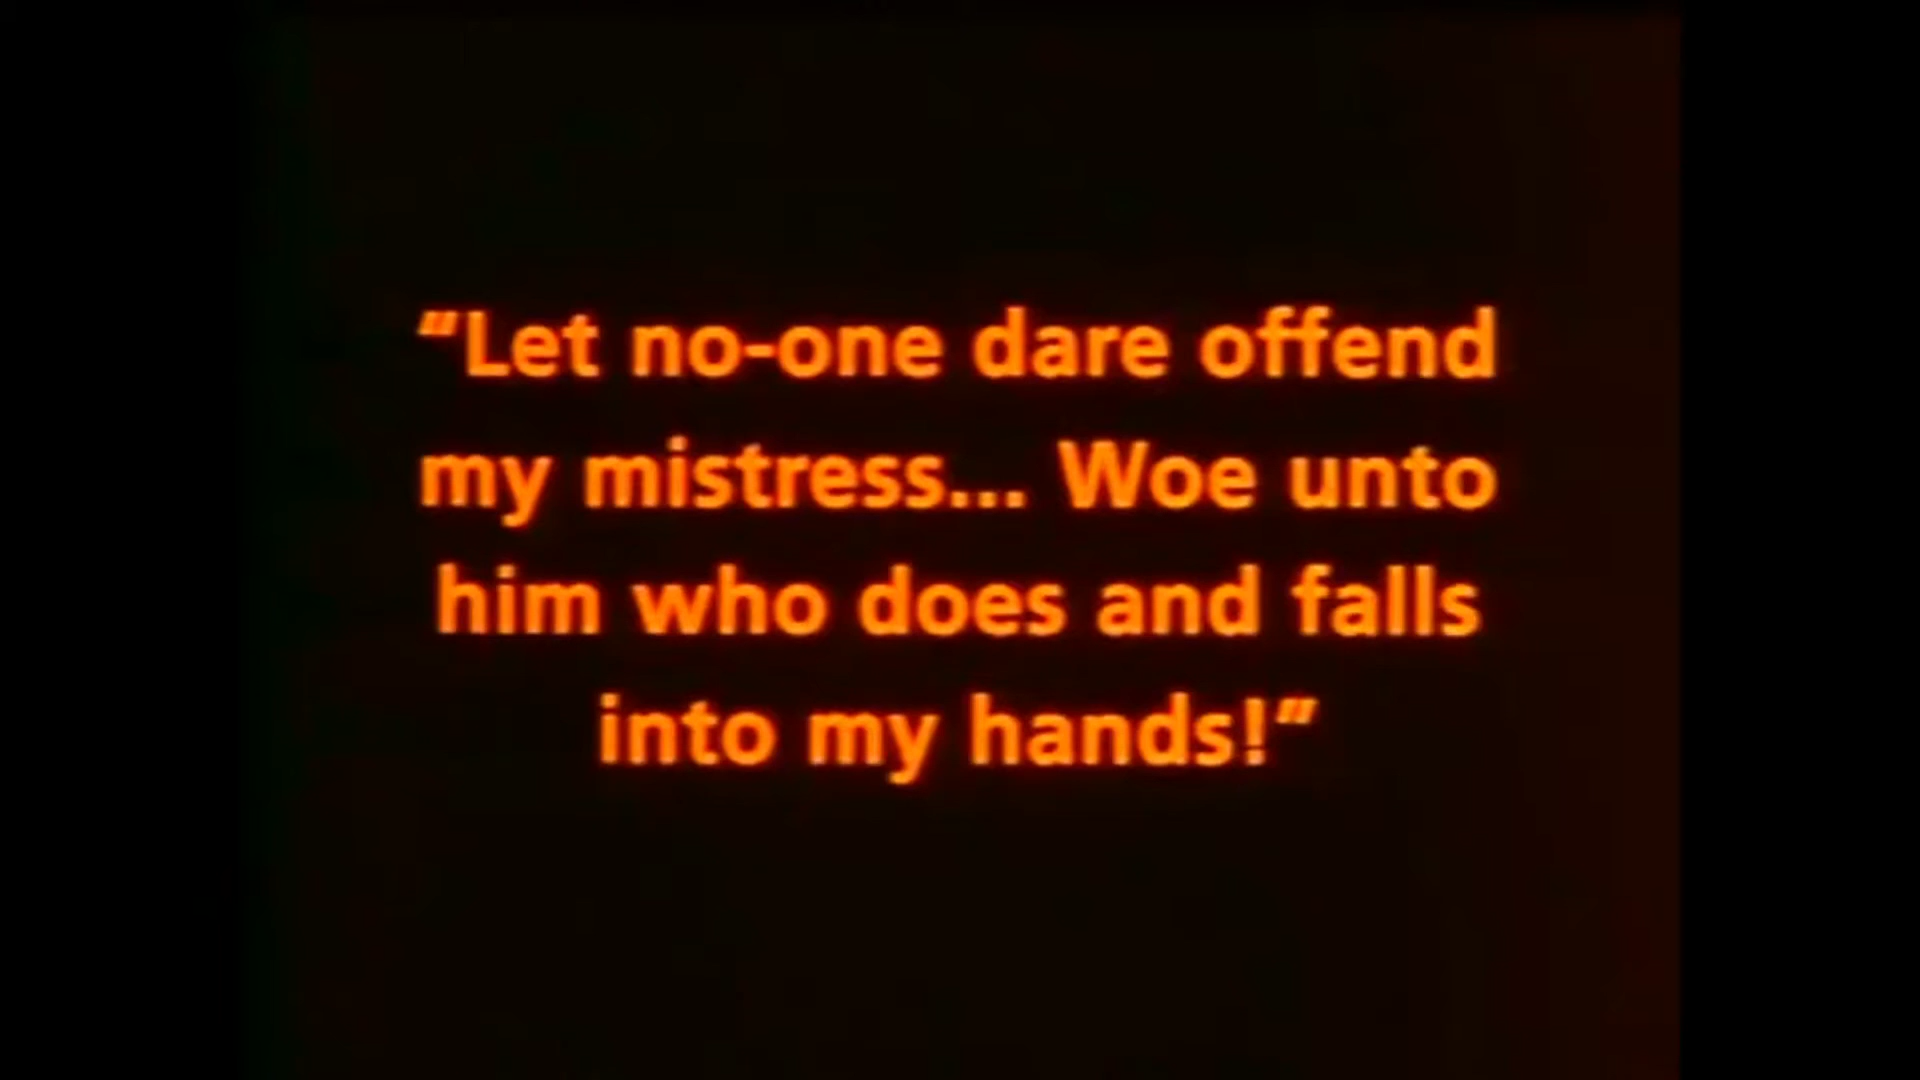 “Let no-one dare offend
my mistress... Woe unto
him who does and falls
into my hands!”